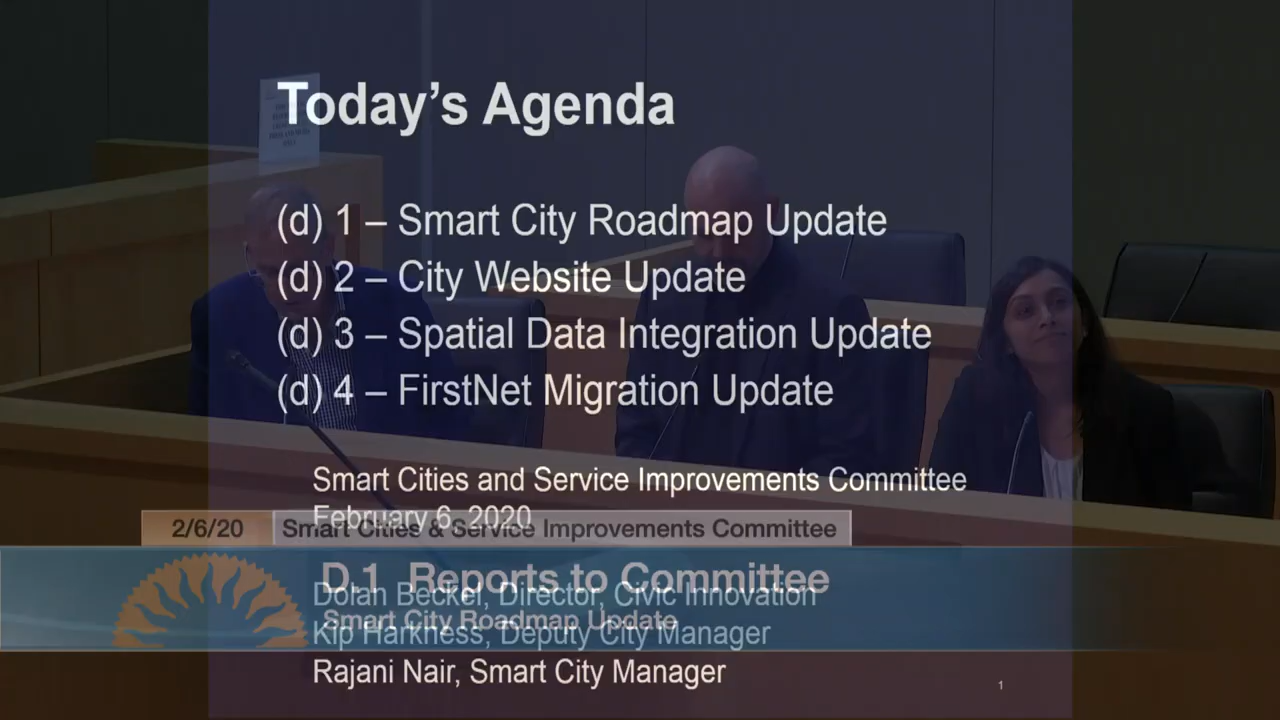 Today's Agenda
(d) 1 – Smart City Roadmap Update
(d) 2 – City Website Update
(d) 3 – Spatial Data Integration Update
(d) 4 – FirstNet Migration Update
Smart Cities and Service Improvements Committee
February 6, 2020
2/6/20 Smart Cities & Service Improvements Committee
D.1 Reports to Committee
Dolan Beckel, Director, Civic Innovation
Smart City Roadmap Update
Kip Harkness, Deputy City Manager
Rajani Nair, Smart City Manager
1